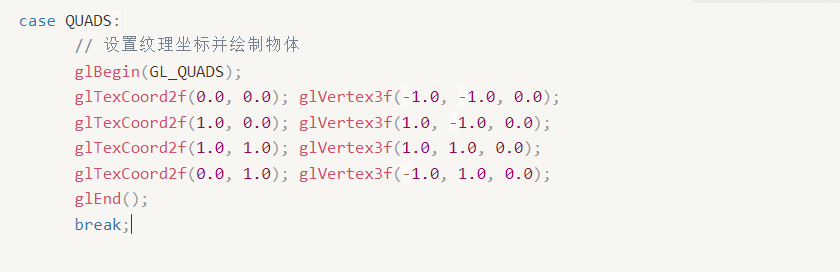 case QUADS:
// 设置纹理坐标并绘制物体
glBegin(GL_QUADS);
glTexCoord2f(0.0, 0.0); glVertex3f(-1.0, -1.0, 0.0);
glTexCoord2f(1.0, 0.0); glVertex3f(1.0, -1.0, 0.0);
glTexCoord2f(1.0, 1.0); glVertex3f(1.0, 1.0, 0.0);
glTexCoord2f(0.0, 1.0); glVertex3f(-1.0, 1.0, 0.0);
glEnd();
break;